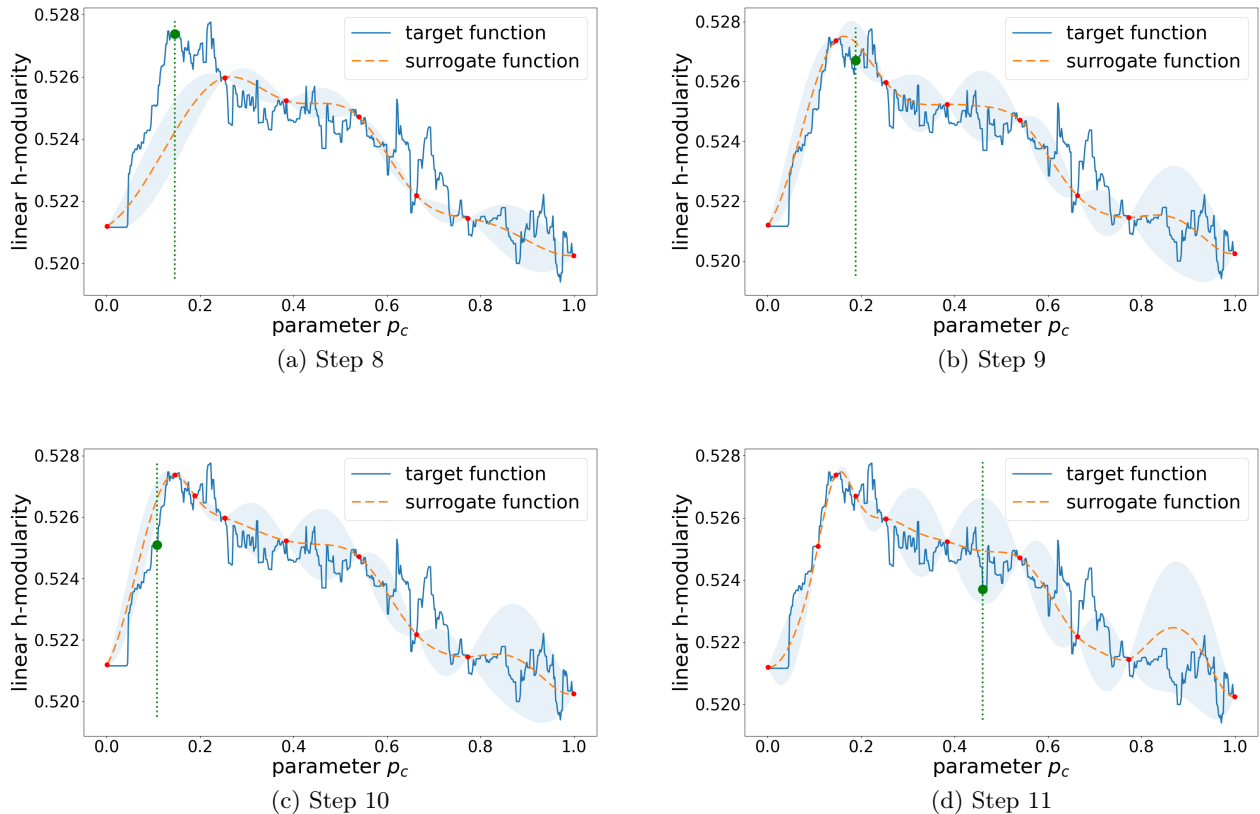 0.528
0.526
0.524
0.522
0.520
linear h-modularity
target function
surrogate function
0.0 0.2 0.4 0.6 0.8 1.0
parameter p_c
(a) Step 8
0.528
0.526
0.524
0.522
0.520
linear h-modularity
target function
surrogate function
0.0 0.2 0.4 0.6 0.8 1.0
parameter p_c
(b) Step 9
0.528
0.526
0.524
0.522
0.520
linear h-modularity
target function
surrogate function
0.0 0.2 0.4 0.6 0.8 1.0
parameter p_c
(c) Step 10
0.528
0.526
0.524
0.522
0.520
linear h-modularity
target function
surrogate function
0.0 0.2 0.4 0.6 0.8 1.0
parameter p_c
(d) Step 11